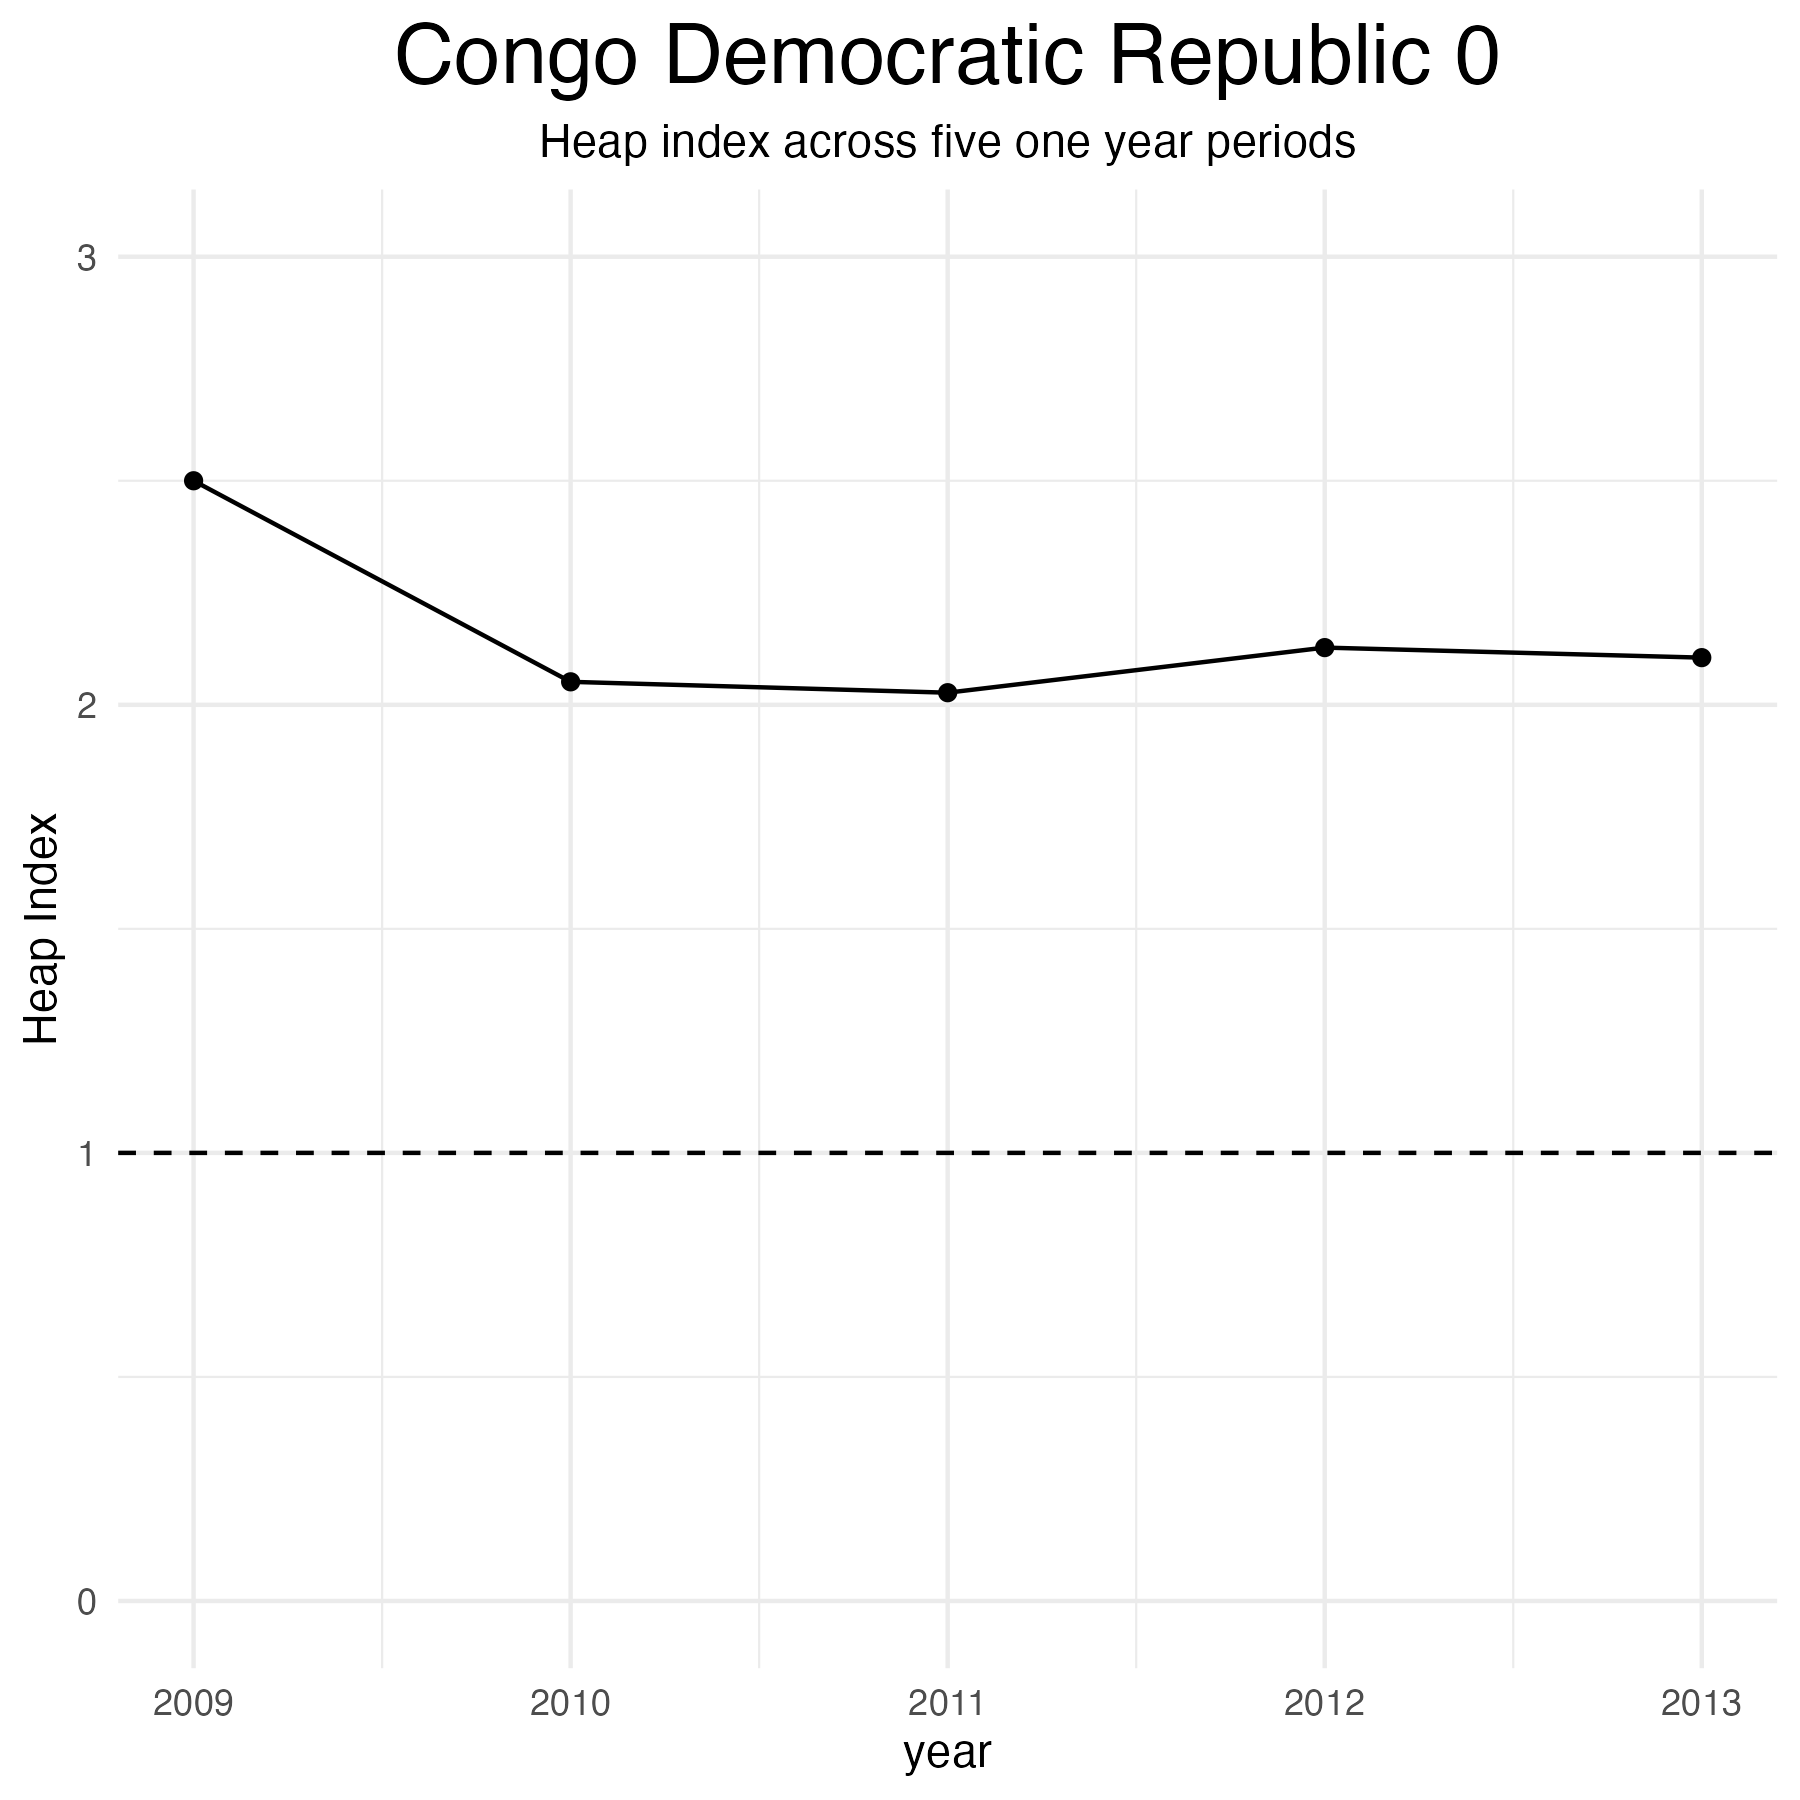 Congo Democratic Republic 0
Heap index across five one year periods
3
2
1
0
Heap Index
2009 2010 2011 2012 2013
year